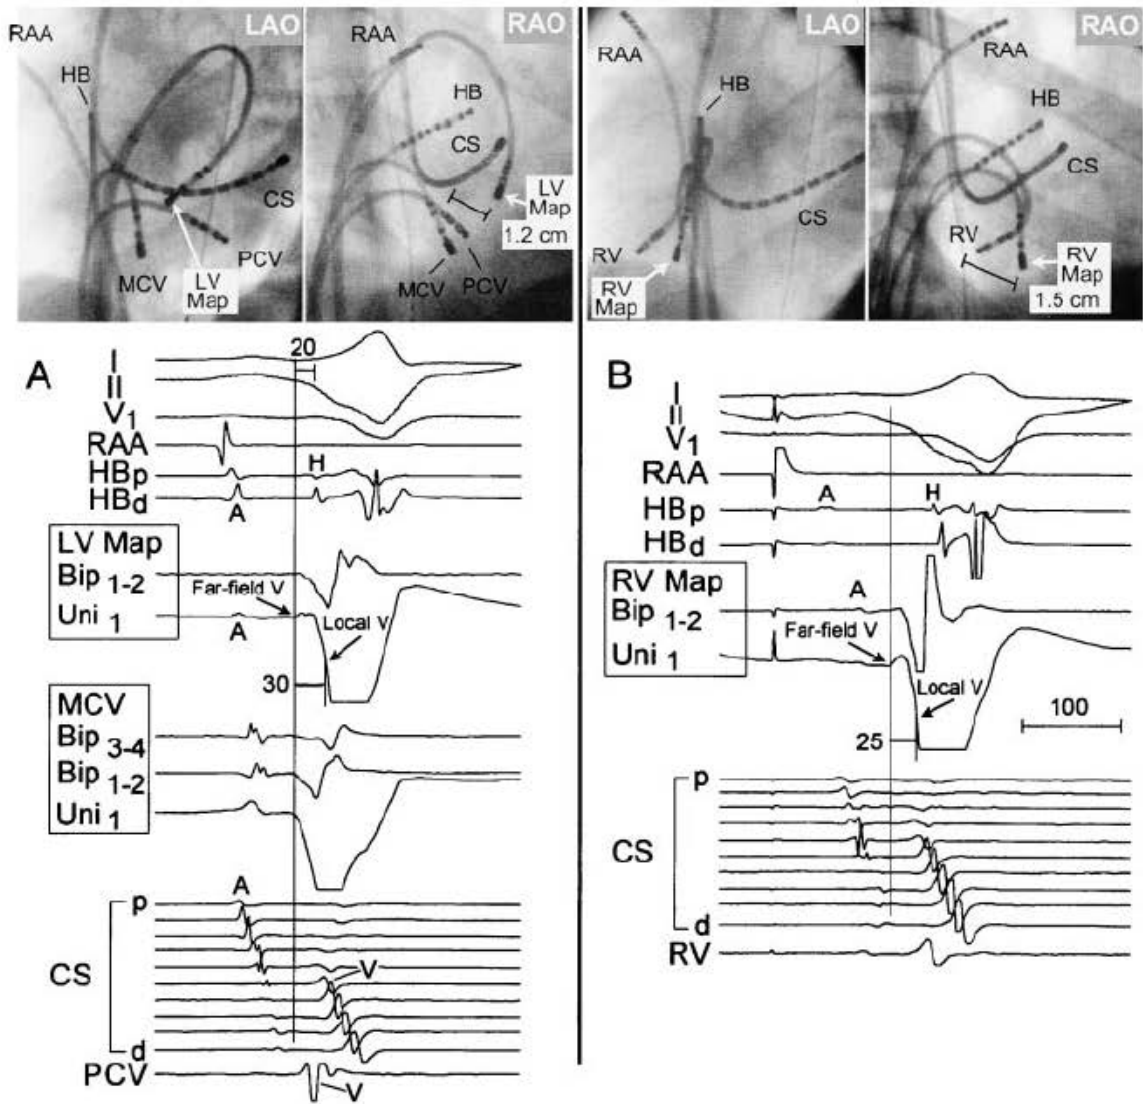 LAO
RAA
HB
CS
PCV
MCV
LV
Map
RAO
RAA
HB
CS
LV
Map
1.2 cm
MCV
PCV
LAO
RAA
HB
CS
RV
RV
Map
RAO
RAA
HB
CS
RV
RV
Map
1.5 cm
A
20
I
II
V1
RAA
HBp
H
HBd
A
LV Map
Bip 1-2
Far-field V
Uni 1
A
Local V
30
MCV
Bip 3-4
Bip 1-2
Uni 1
A
p
CS
V
d
PCV
V
B
I
II
V1
RAA
HBp
A
H
HBd
RV Map
A
Bip 1-2
Far-field V
Uni 1
Local V
100
25
p
CS
d
RV